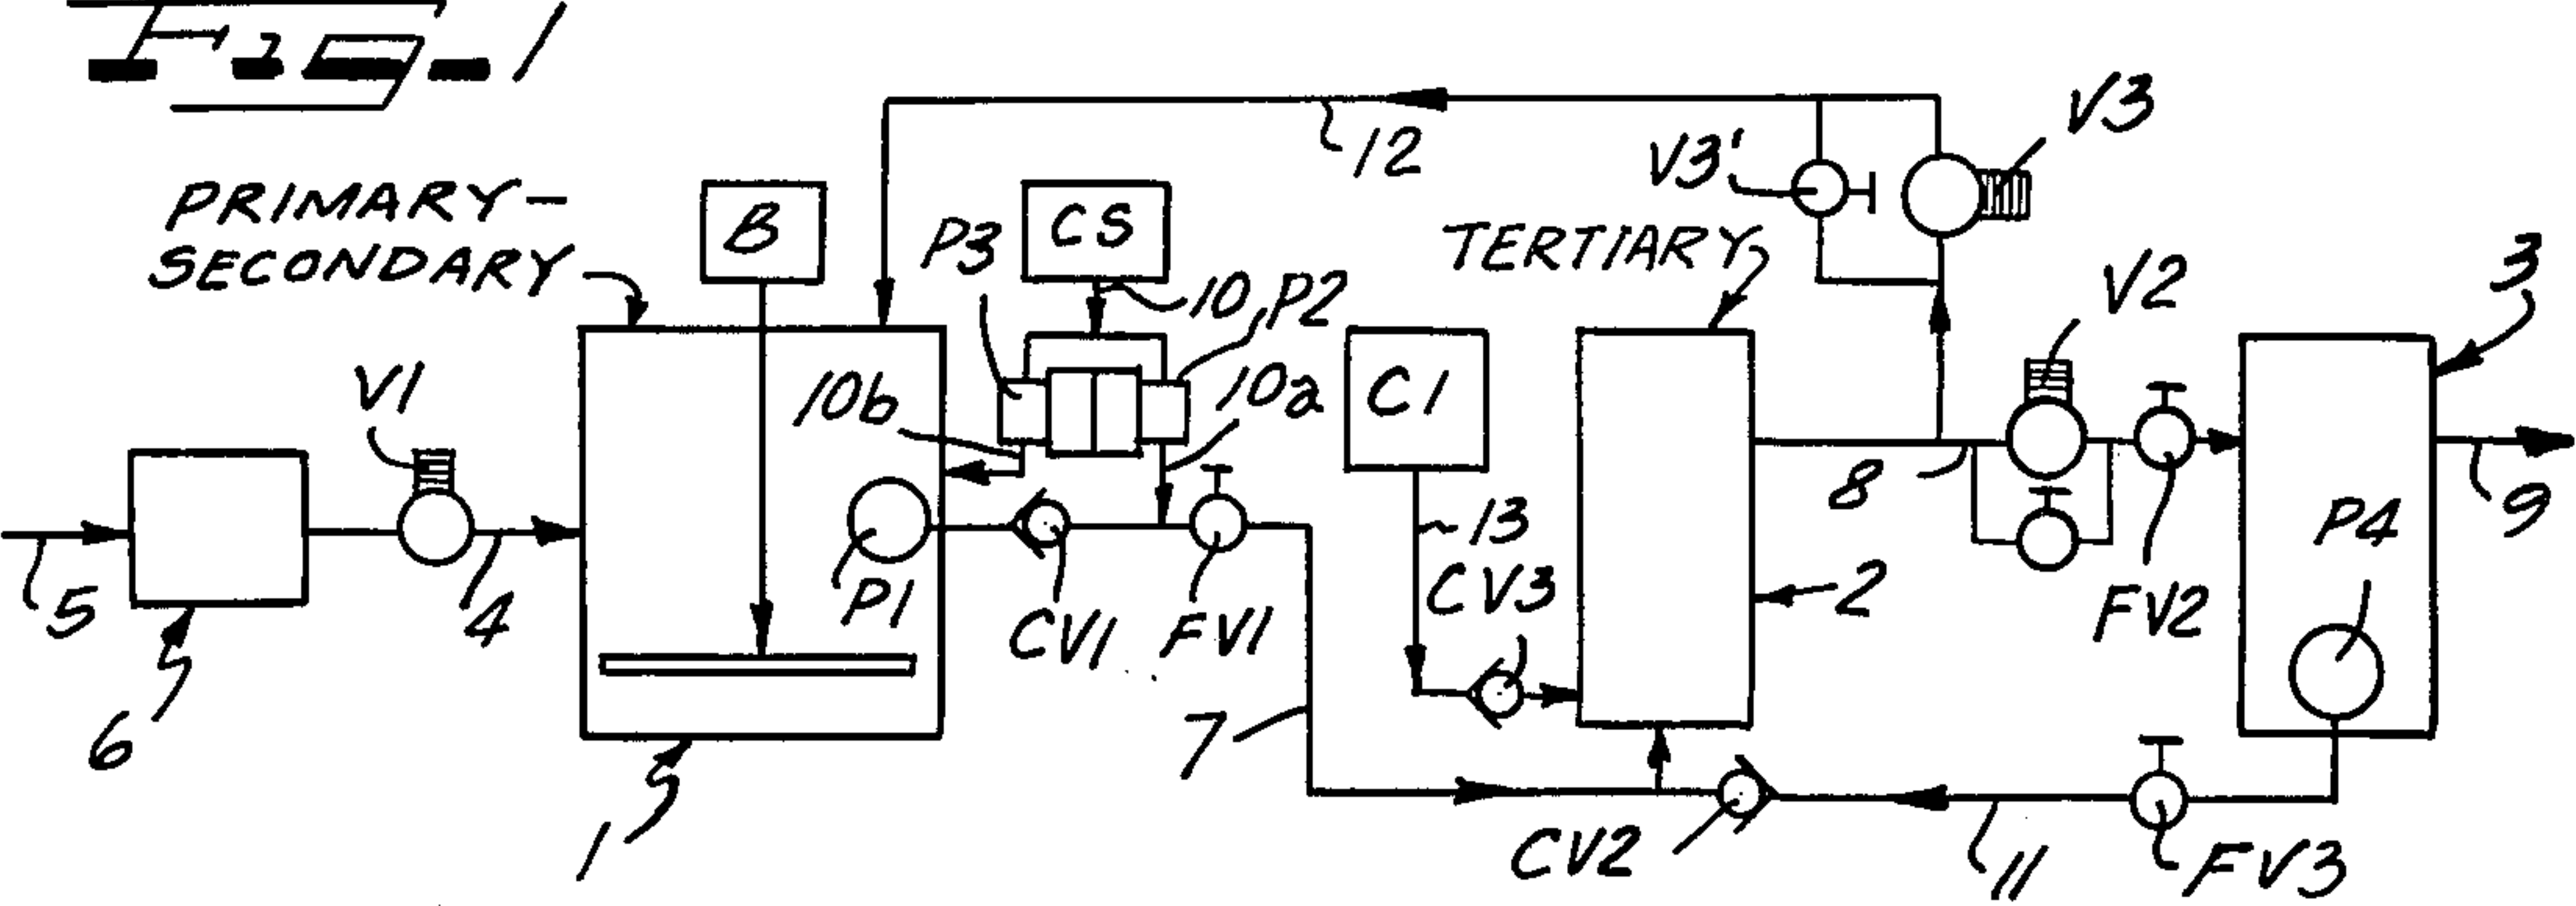 Fig-1
V3
12
V3'
PRIMARY-
SECONDARY
B
P3
CS
10
P2
TERTIARY
V2
3
V1
10b
10a
C1
8
9
P4
5
4
P1
CV1
FV1
13
CV3
2
FV2
6
7
1
CV2
11
FV3